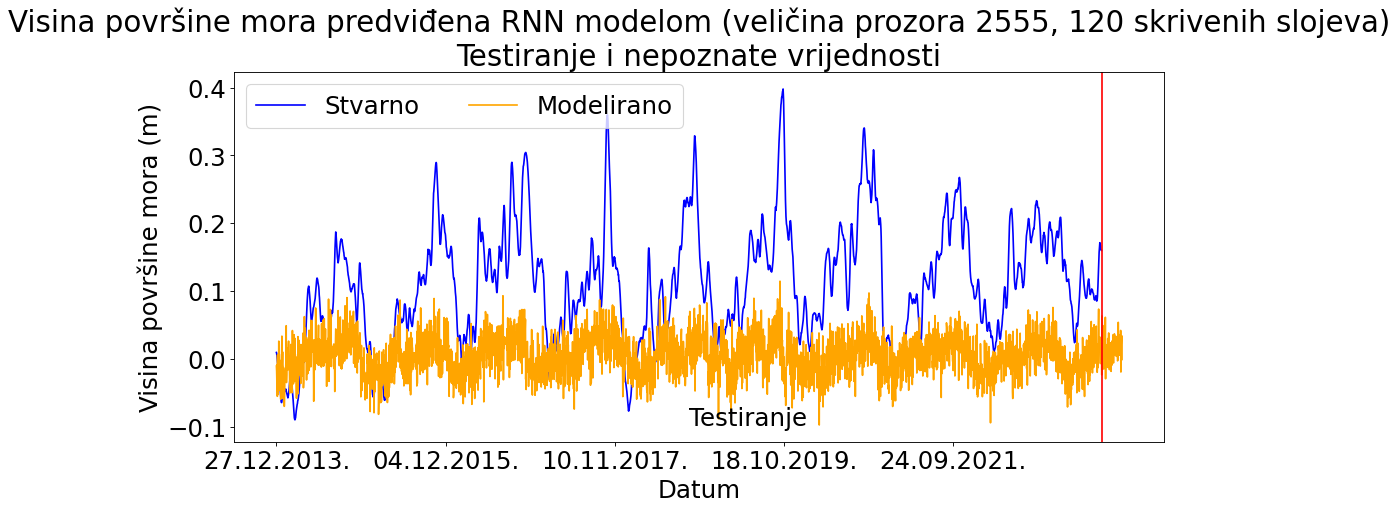 Visina površine mora predviđena RNN modelom (veličina prozora 2555, 120 skrivenih slojeva)
Testiranje i nepoznate vrijednosti
Stvarno
Modelirano
Visina površine mora (m)
0.4
0.3
0.2
0.1
0.0
−0.1
Testiranje
27.12.2013.
04.12.2015.
10.11.2017.
18.10.2019.
24.09.2021.
Datum